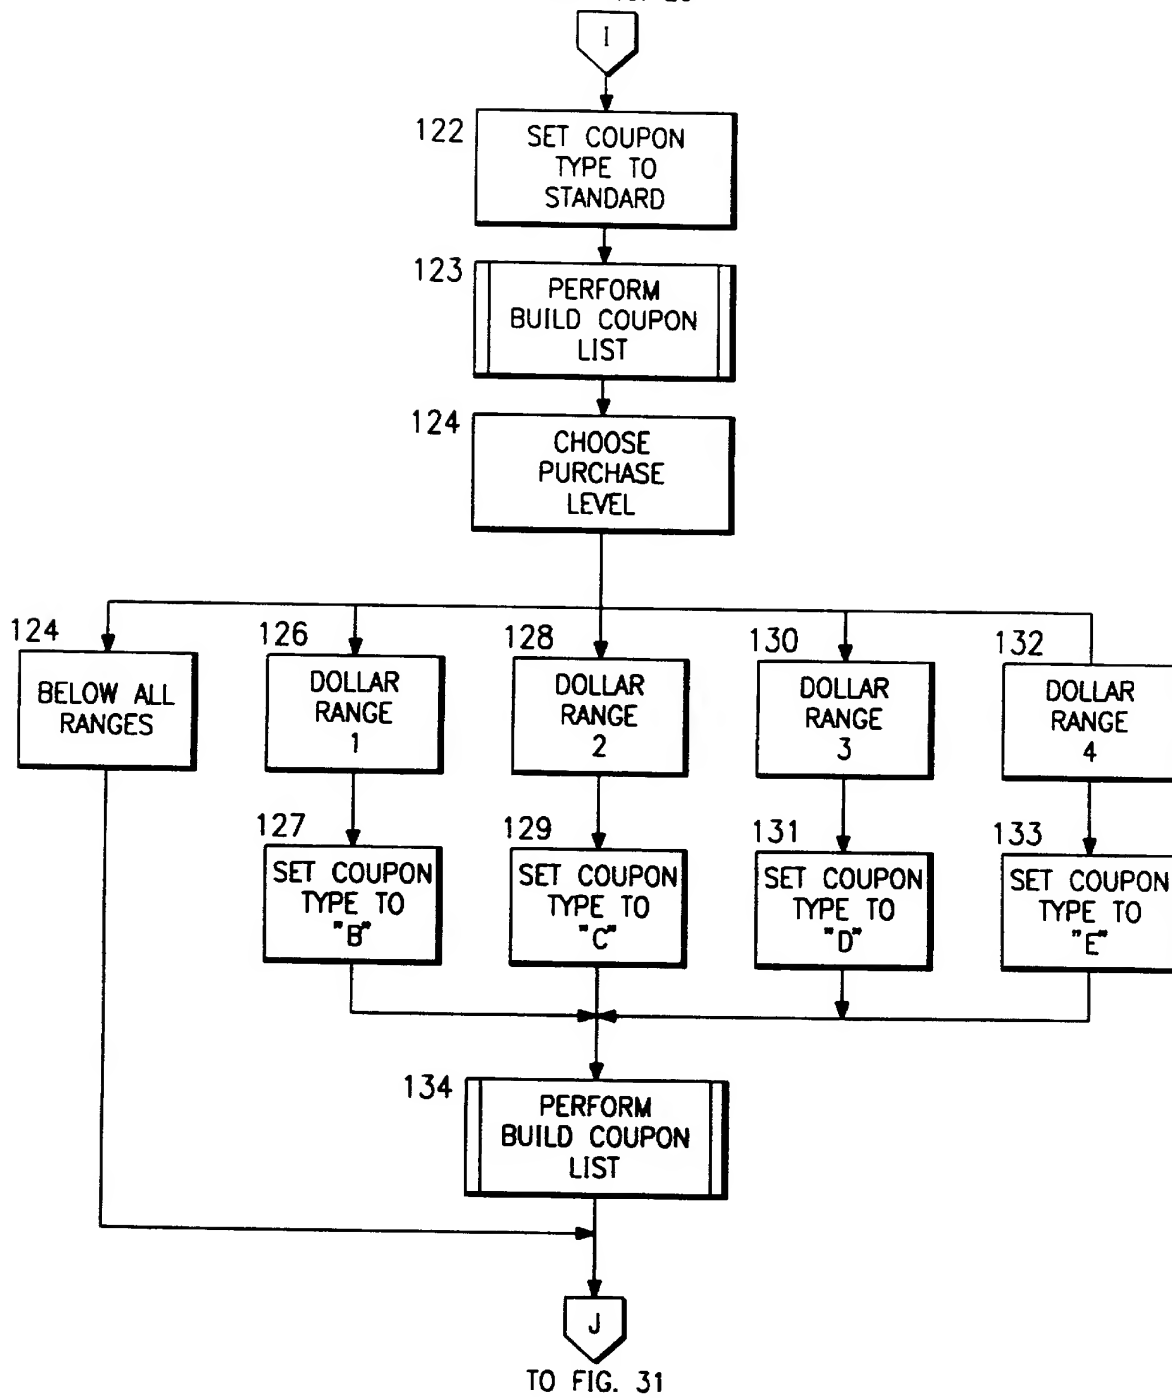 I
122
SET COUPON
TYPE TO
STANDARD
123
PERFORM
BUILD COUPON
LIST
124
CHOOSE
PURCHASE
LEVEL
124
BELOW ALL
RANGES
126
DOLLAR
RANGE
1
128
DOLLAR
RANGE
2
130
DOLLAR
RANGE
3
132
DOLLAR
RANGE
4
127
SET COUPON
TYPE TO
"B"
129
SET COUPON
TYPE TO
"C"
131
SET COUPON
TYPE TO
"D"
133
SET COUPON
TYPE TO
"E"
134
PERFORM
BUILD COUPON
LIST
J
TO FIG. 31